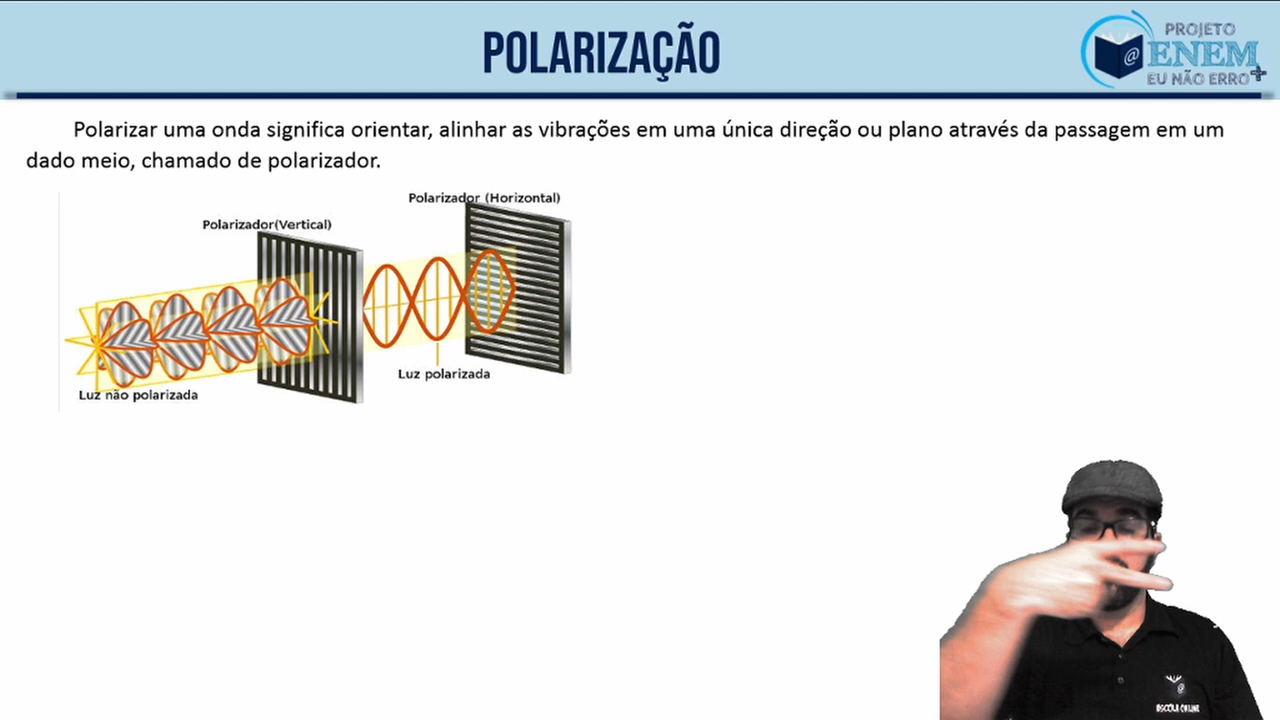 POLARIZAÇÃO
PROJETO
@ENEM
EU NÃO ERRO+
Polarizar uma onda significa orientar, alinhar as vibrações em uma única direção ou plano através da passagem em um
dado meio, chamado de polarizador.
Polarizador (Horizontal)
Polarizador(Vertical)
Luz polarizada
Luz não polarizada
@
ESCOLA ONLINE